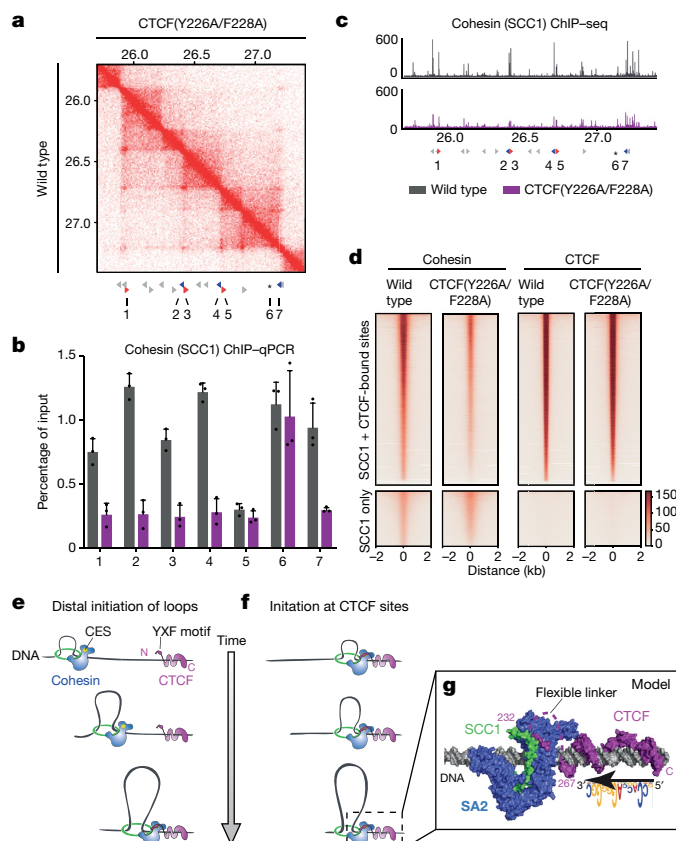 a
CTCF(Y226A/F228A)
26.0 26.5 27.0
Wild type
26.0
26.5
27.0
1 2 3 4 5 6 7
b
Cohesin (SCC1) ChIP–qPCR
Percentage of input
1.5
1.0
0.5
0
1 2 3 4 5 6 7
c
Cohesin (SCC1) ChIP–seq
600
0
600
0
26.0 26.5 27.0
*
1 2 3 4 5 6 7
Wild type CTCF(Y226A/F228A)
d
Cohesin CTCF
Wild type
CTCF(Y226A/F228A)
Wild type
CTCF(Y226A/F228A)
SCC1 + CTCF-bound sites
SCC1 only
150
100
50
0
−2 0 2 −2 0 2 −2 0 2 −2 0 2
Distance (kb)
e
Distal initiation of loops
CES
YXF motif
N
C
DNA
Cohesin
CTCF
Time
f
Initation at CTCF sites
g
Model
Flexible linker
232
SCC1
CTCF
C
DNA
267
3′ 5′
SA2